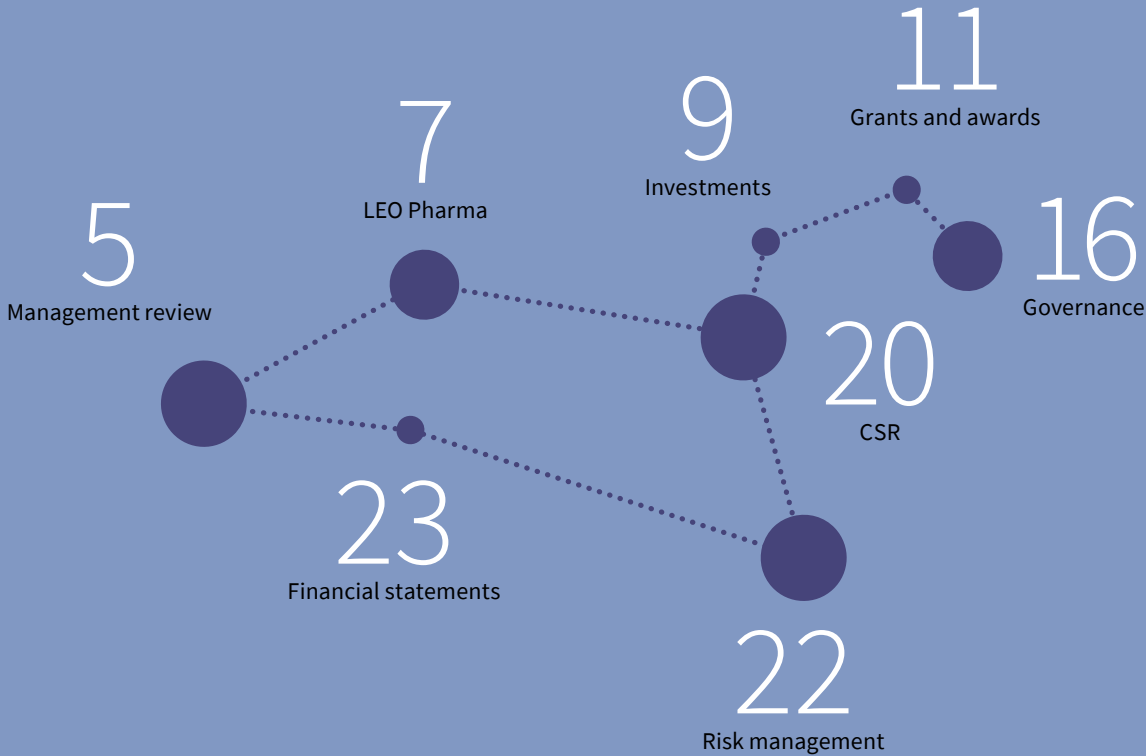 5
Management review
7
LEO Pharma
9
Investments
11
Grants and awards
16
Governance
20
CSR
23
Financial statements
22
Risk management